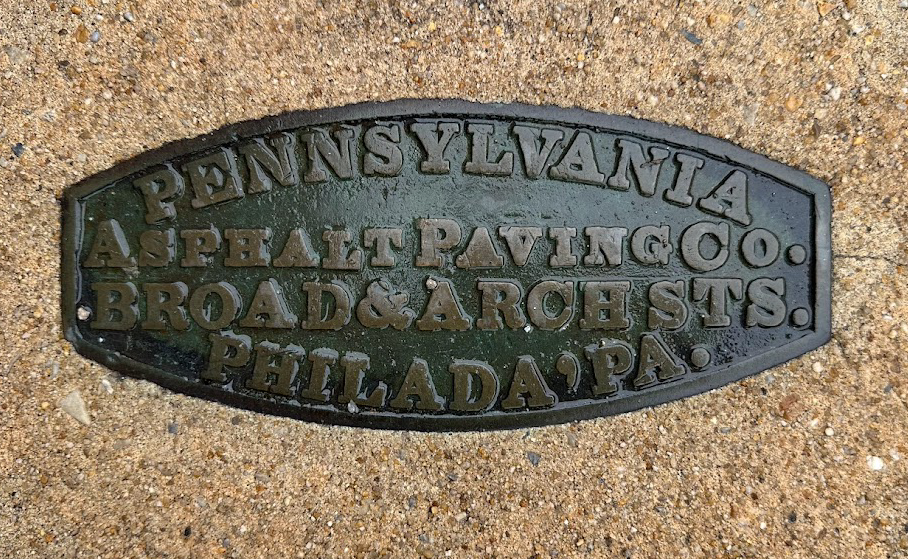 PENNSYLVANIA
ASPHALT PAVING CO.
BROAD & ARCH STS.
PHILADA' PA.